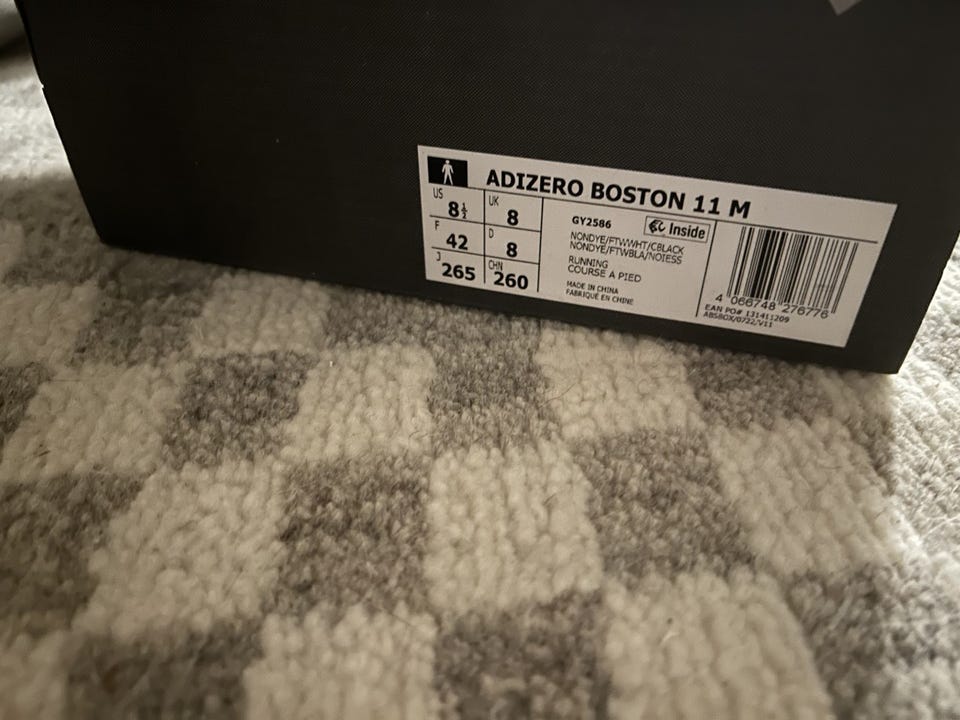 ADIZERO BOSTON 11 M
US 8½ UK 8
F 42 D 8
J 265 CHN 260
GY2586 Inside
NONDYE/FTWWHT/CBLACK
NONDYE/FTWBLA/NOIESS
RUNNING
COURSE A PIED
MADE IN CHINA
FABRIQUÉ EN CHINE
4 066748 276776
EAN PO# 131411209
ABSBOX/0722/V11